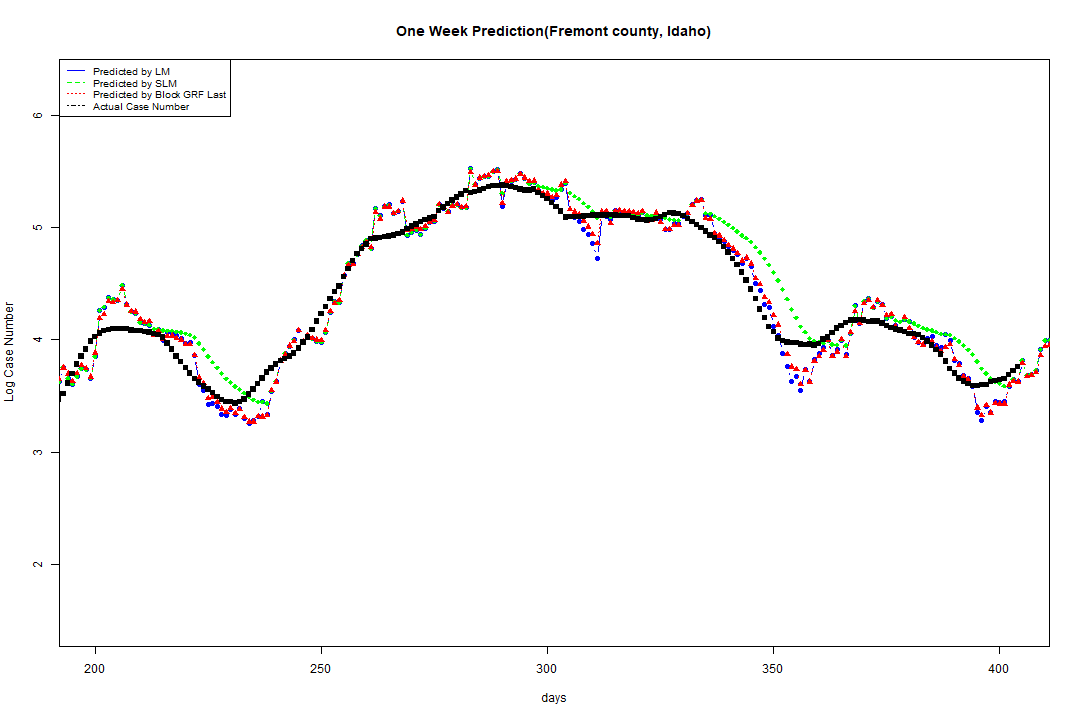 One Week Prediction(Fremont county, Idaho)
Predicted by LM
Predicted by SLM
Predicted by Block GRF Last
Actual Case Number
6
5
4
3
2
Log Case Number
200 250 300 350 400
days